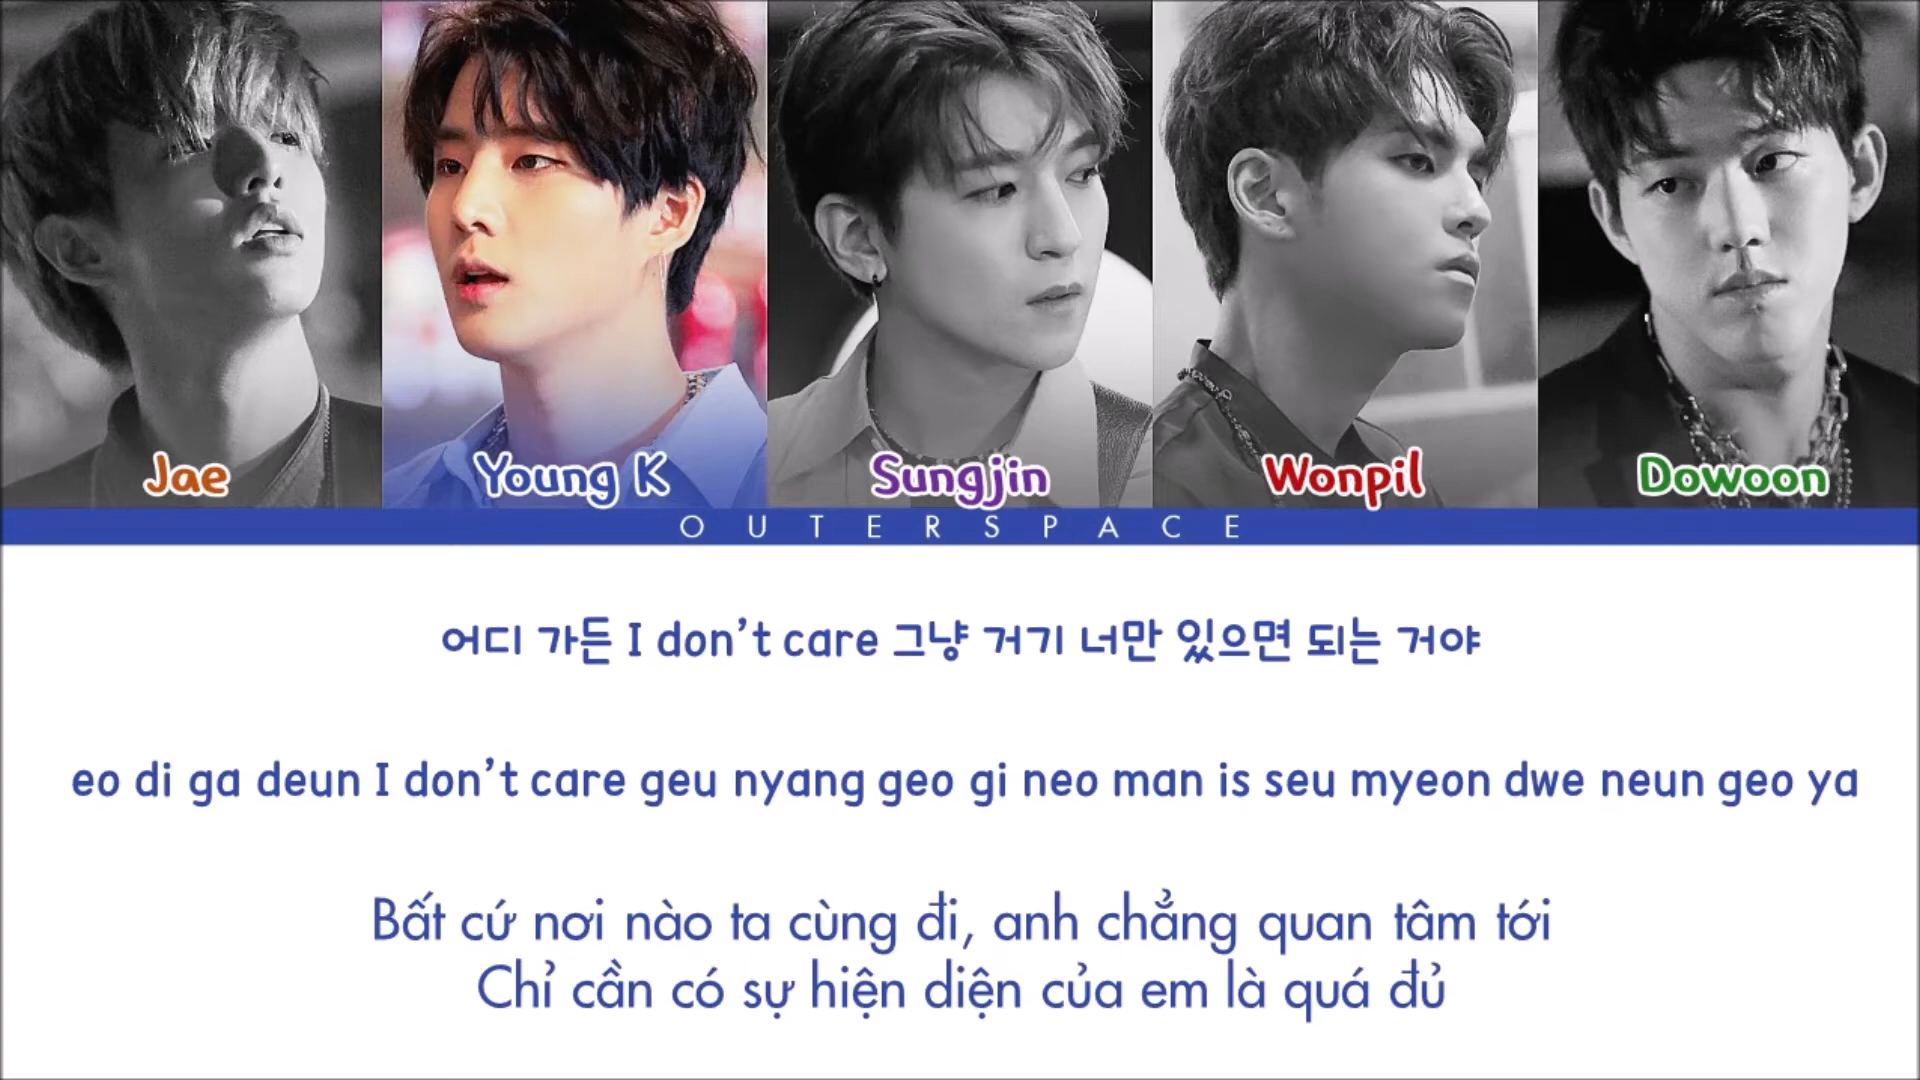 Jae
Young K
Sungjin
Wonpil
Dowoon
OUTERSPACE
어디 가든 I don't care 그냥 거기 너만 있으면 되는 거야
eo di ga deun I don't care geu nyang geo gi neo man is seu myeon dwe neun geo ya
Bất cứ nơi nào ta cùng đi, anh chẳng quan tâm tới
Chỉ cần có sự hiện diện của em là quá đủ